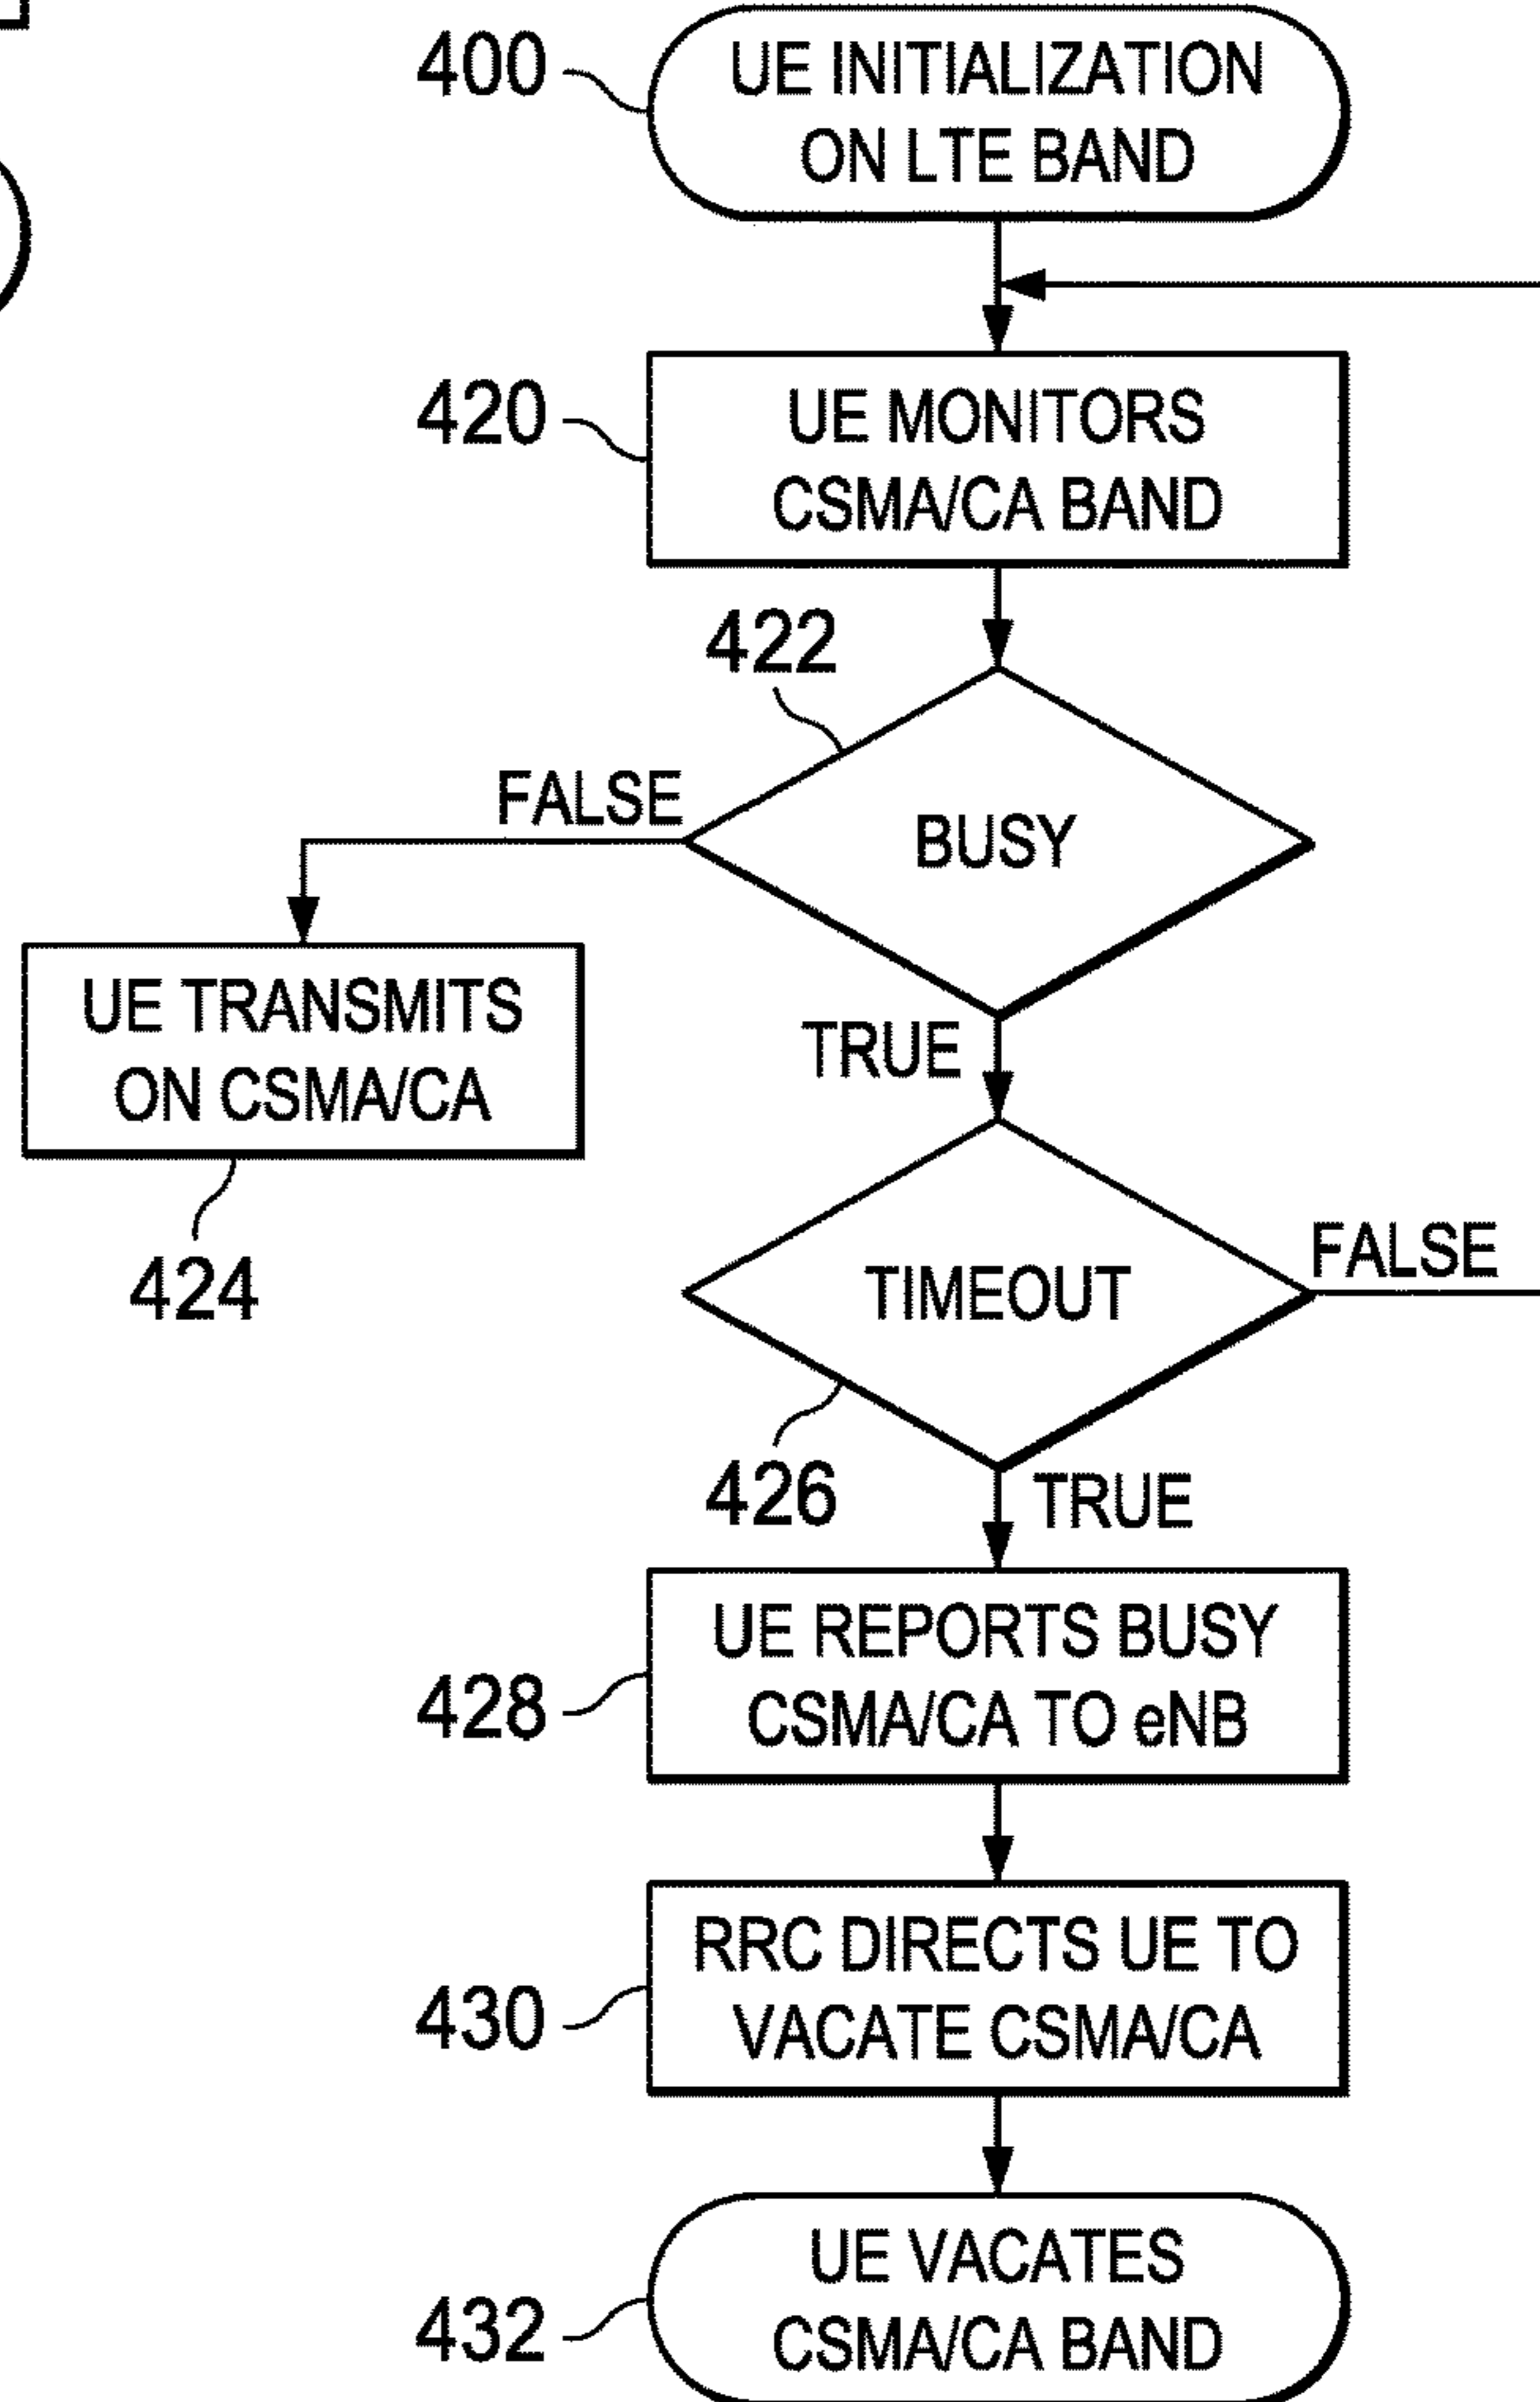 400
UE INITIALIZATION
ON LTE BAND
420
UE MONITORS
CSMA/CA BAND
422
FALSE
BUSY
UE TRANSMITS
ON CSMA/CA
424
TRUE
TIMEOUT
FALSE
426
TRUE
428
UE REPORTS BUSY
CSMA/CA TO eNB
430
RRC DIRECTS UE TO
VACATE CSMA/CA
432
UE VACATES
CSMA/CA BAND